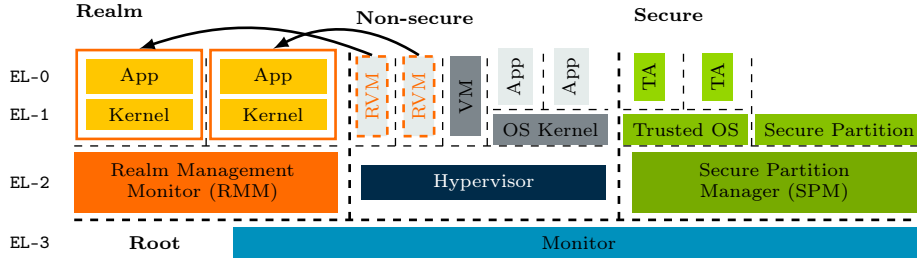 Realm
Non-secure
Secure
EL-0
App
App
RVM
RVM
VM
App
App
TA
TA
EL-1
Kernel
Kernel
OS Kernel
Trusted OS
Secure Partition
EL-2
Realm Management
Monitor (RMM)
Hypervisor
Secure Partition
Manager (SPM)
EL-3
Root
Monitor